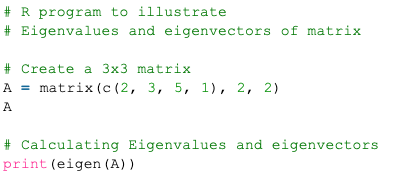 # R program to illustrate
# Eigenvalues and eigenvectors of matrix
# Create a 3x3 matrix
A = matrix(c(2, 3, 5, 1), 2, 2)
A
# Calculating Eigenvalues and eigenvectors
print(eigen(A))